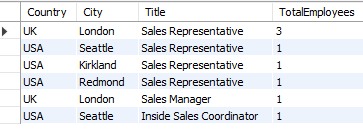 Country City Title TotalEmployees
UK London Sales Representative 3
USA Seattle Sales Representative 1
USA Kirkland Sales Representative 1
USA Redmond Sales Representative 1
UK London Sales Manager 1
USA Seattle Inside Sales Coordinator 1